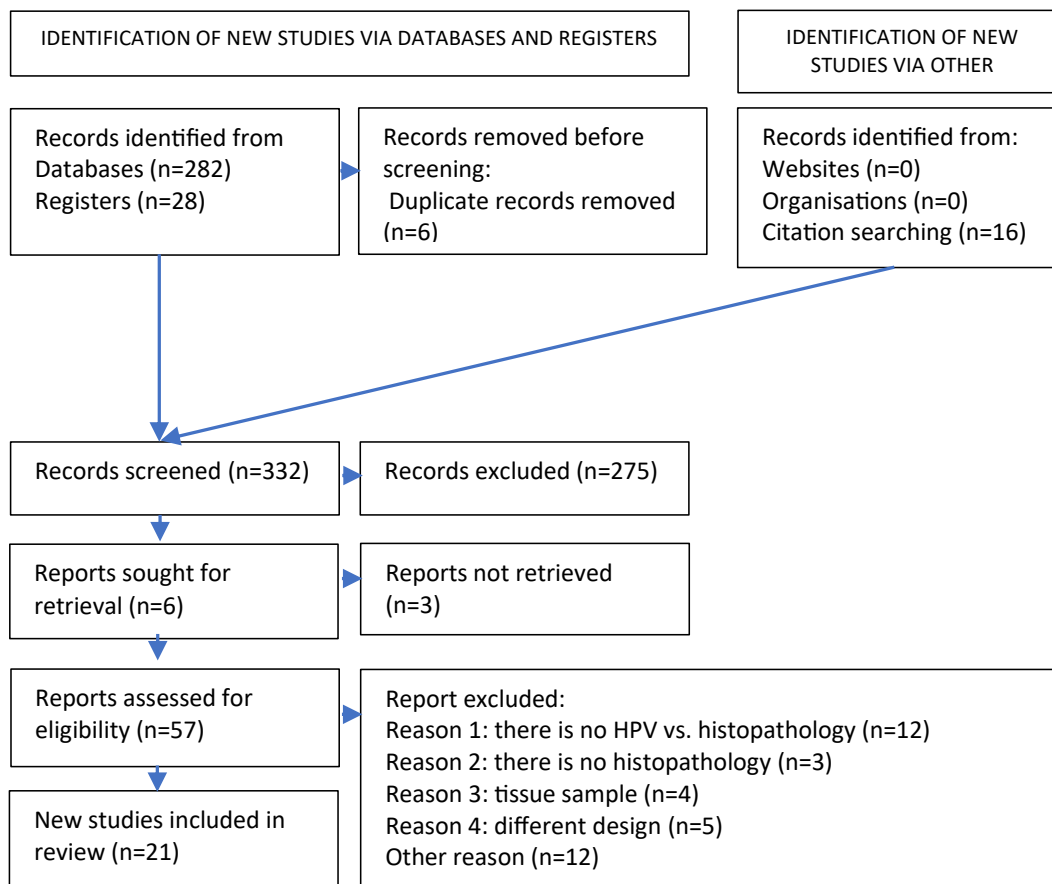 IDENTIFICATION OF NEW STUDIES VIA DATABASES AND REGISTERS
IDENTIFICATION OF NEW
STUDIES VIA OTHER
Records identified from
Databases (n=282)
Registers (n=28)
Records removed before
screening:
Duplicate records removed
(n=6)
Records identified from:
Websites (n=0)
Organisations (n=0)
Citation searching (n=16)
Records screened (n=332)
Records excluded (n=275)
Reports sought for
retrieval (n=6)
Reports not retrieved
(n=3)
Reports assessed for
eligibility (n=57)
Report excluded:
Reason 1: there is no HPV vs. histopathology (n=12)
Reason 2: there is no histopathology (n=3)
Reason 3: tissue sample (n=4)
Reason 4: different design (n=5)
Other reason (n=12)
New studies included in
review (n=21)